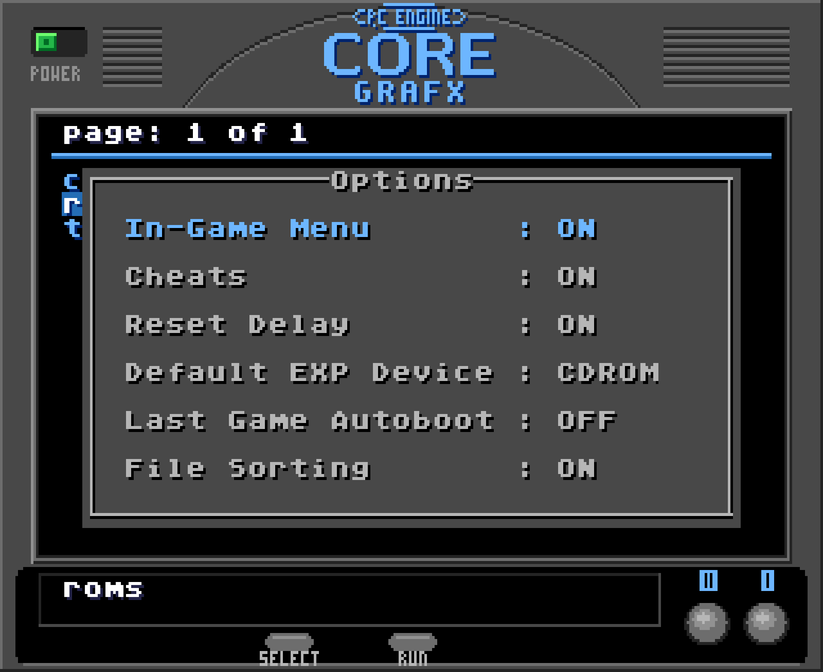 PC ENGINE
CORE
GRAFX
POWER
page: 1 of 1
c
r
t
Options
In-Game Menu : ON
Cheats : ON
Reset Delay : ON
Default EXP Device : CDROM
Last Game Autoboot : OFF
File Sorting : ON
roms
II I
SELECT RUN